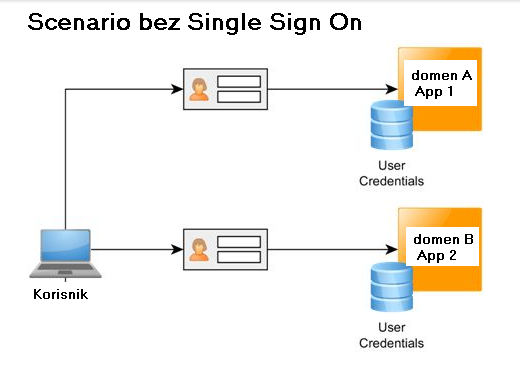 Scenario bez Single Sign On
domen A
App 1
User
Credentials
domen B
App 2
Korisnik
User
Credentials